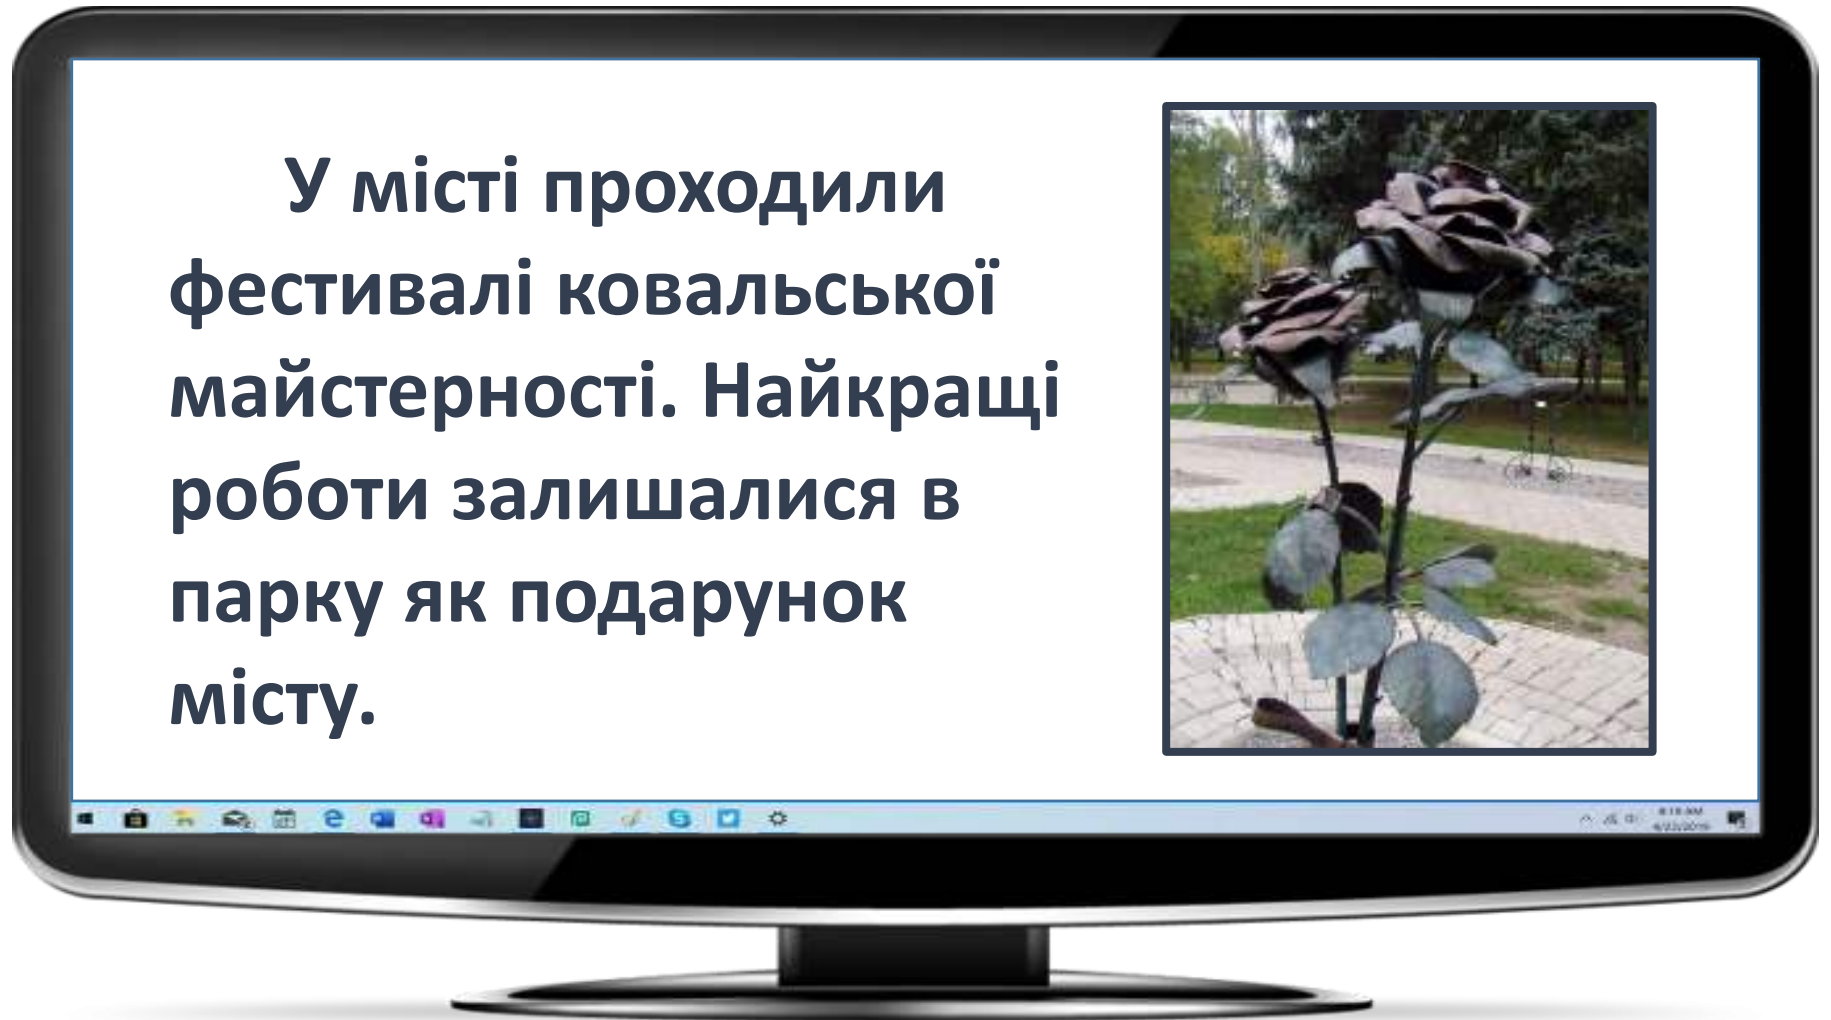 У місті проходили
фестивалі ковальської
майстерності. Найкращі
роботи залишалися в
парку як подарунок
місту.